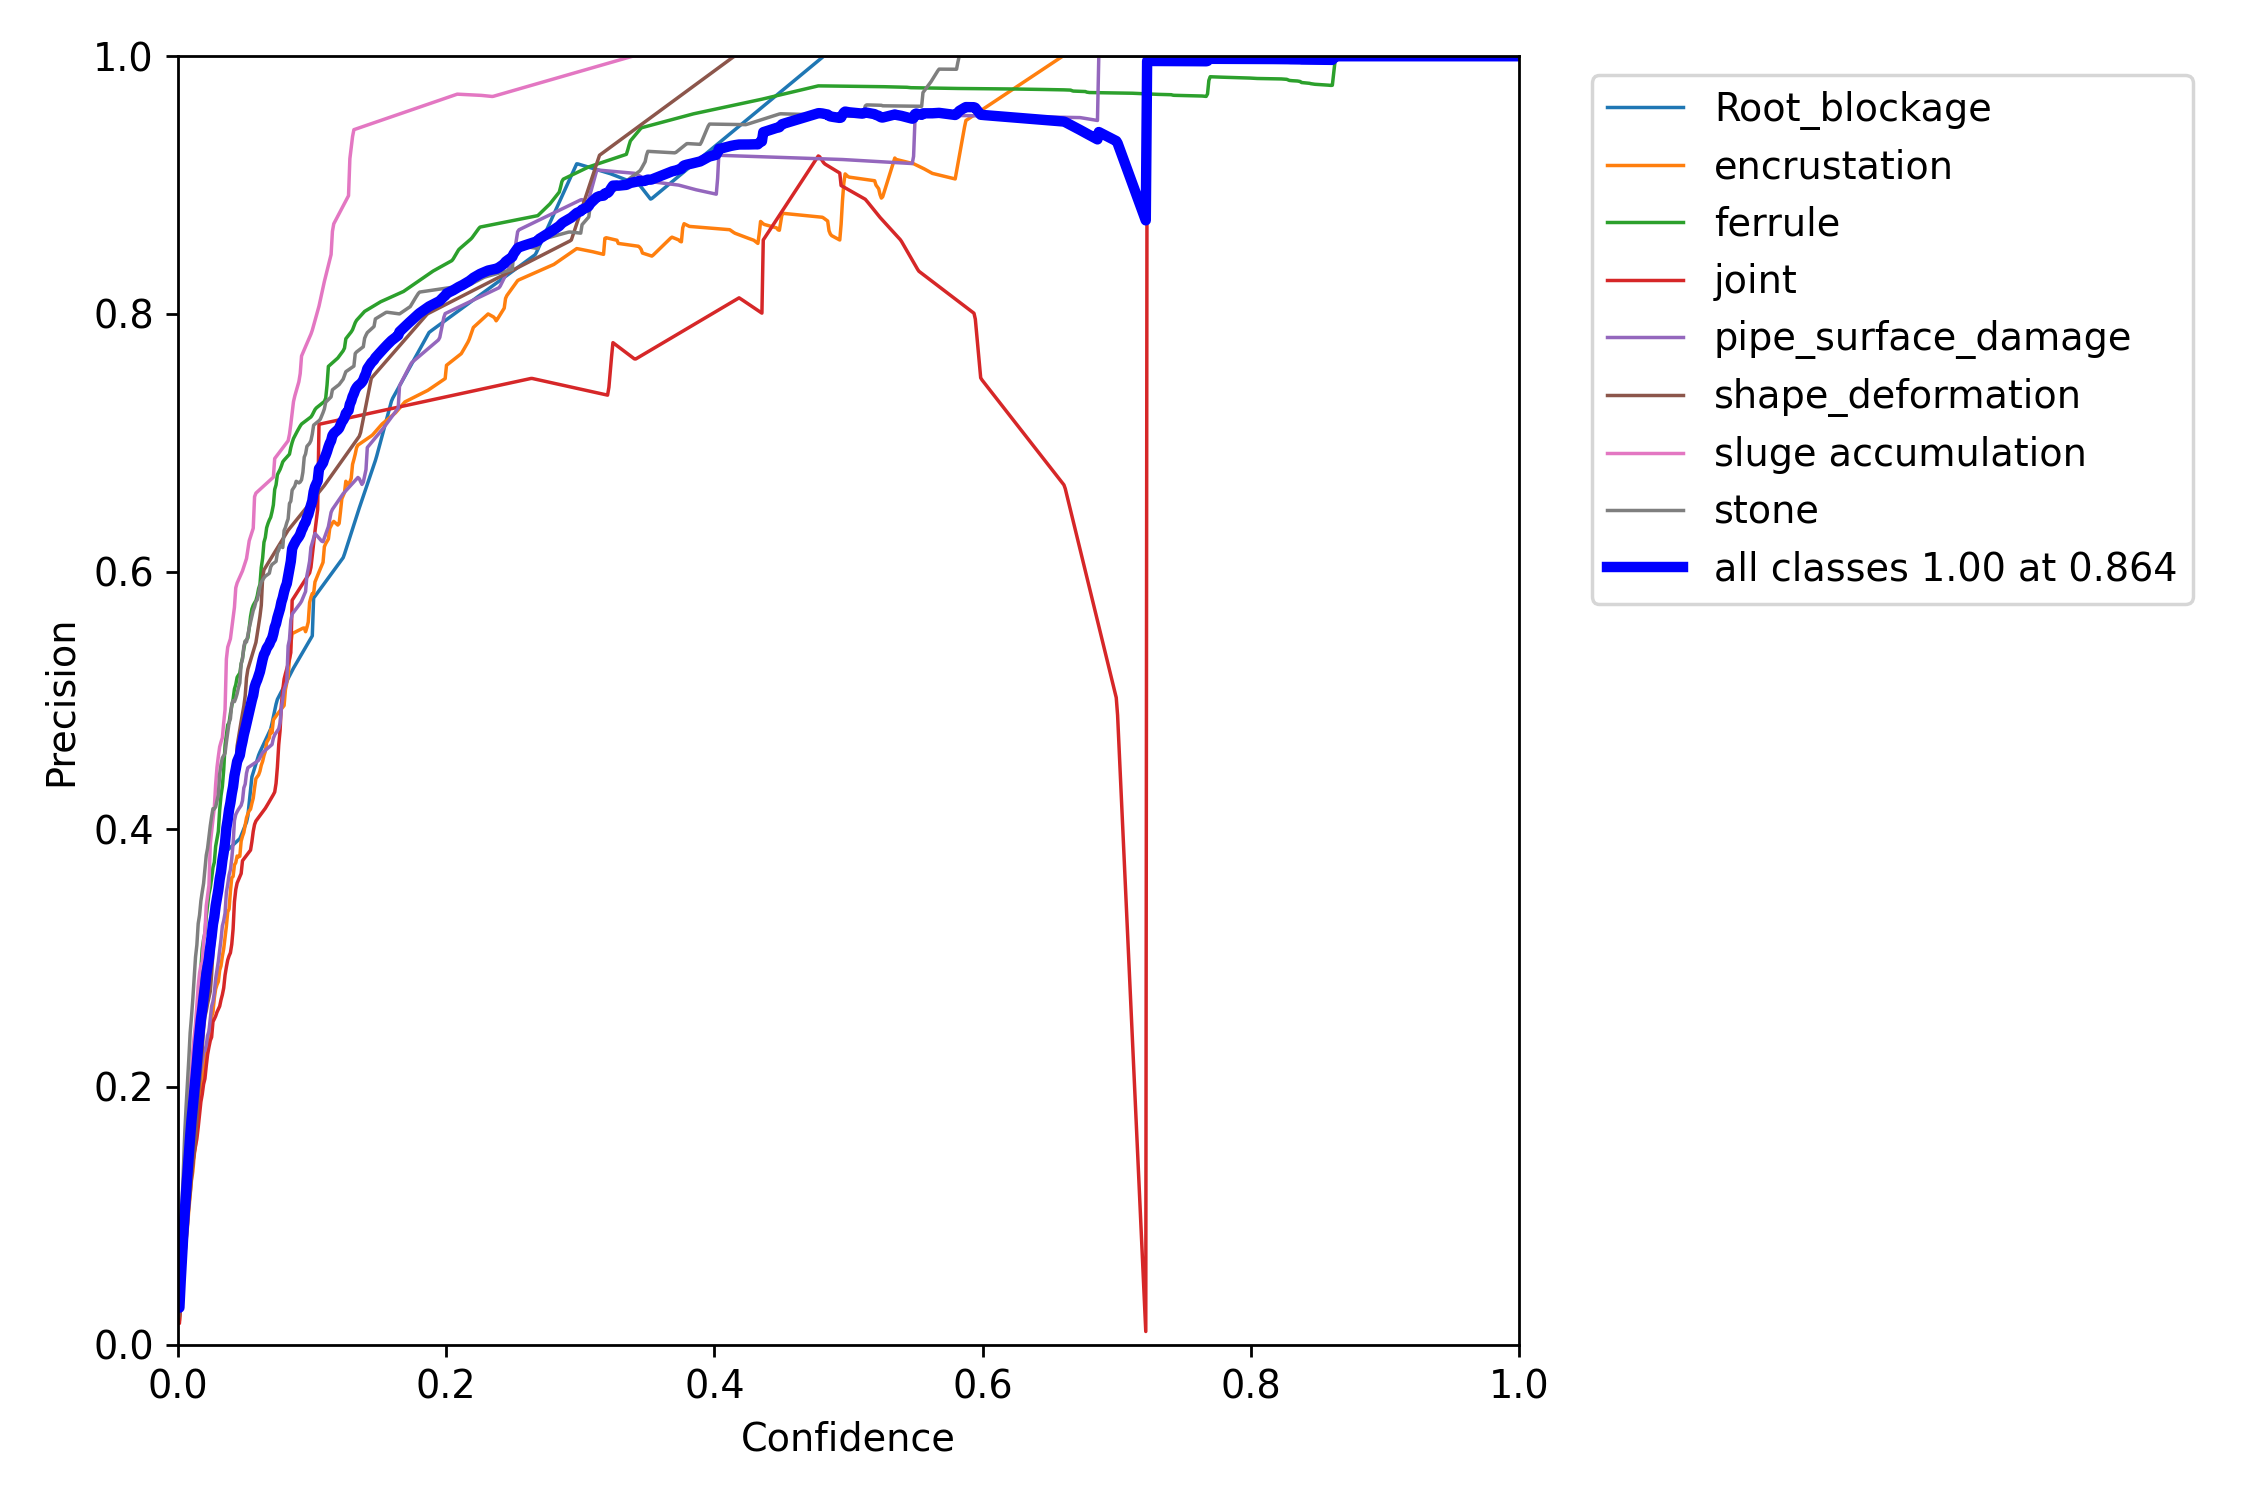 1.0
0.8
0.6
0.4
0.2
0.0
0.0 0.2 0.4 0.6 0.8 1.0
Precision
Confidence
Root_blockage
encrustation
ferrule
joint
pipe_surface_damage
shape_deformation
sluge accumulation
stone
all classes 1.00 at 0.864